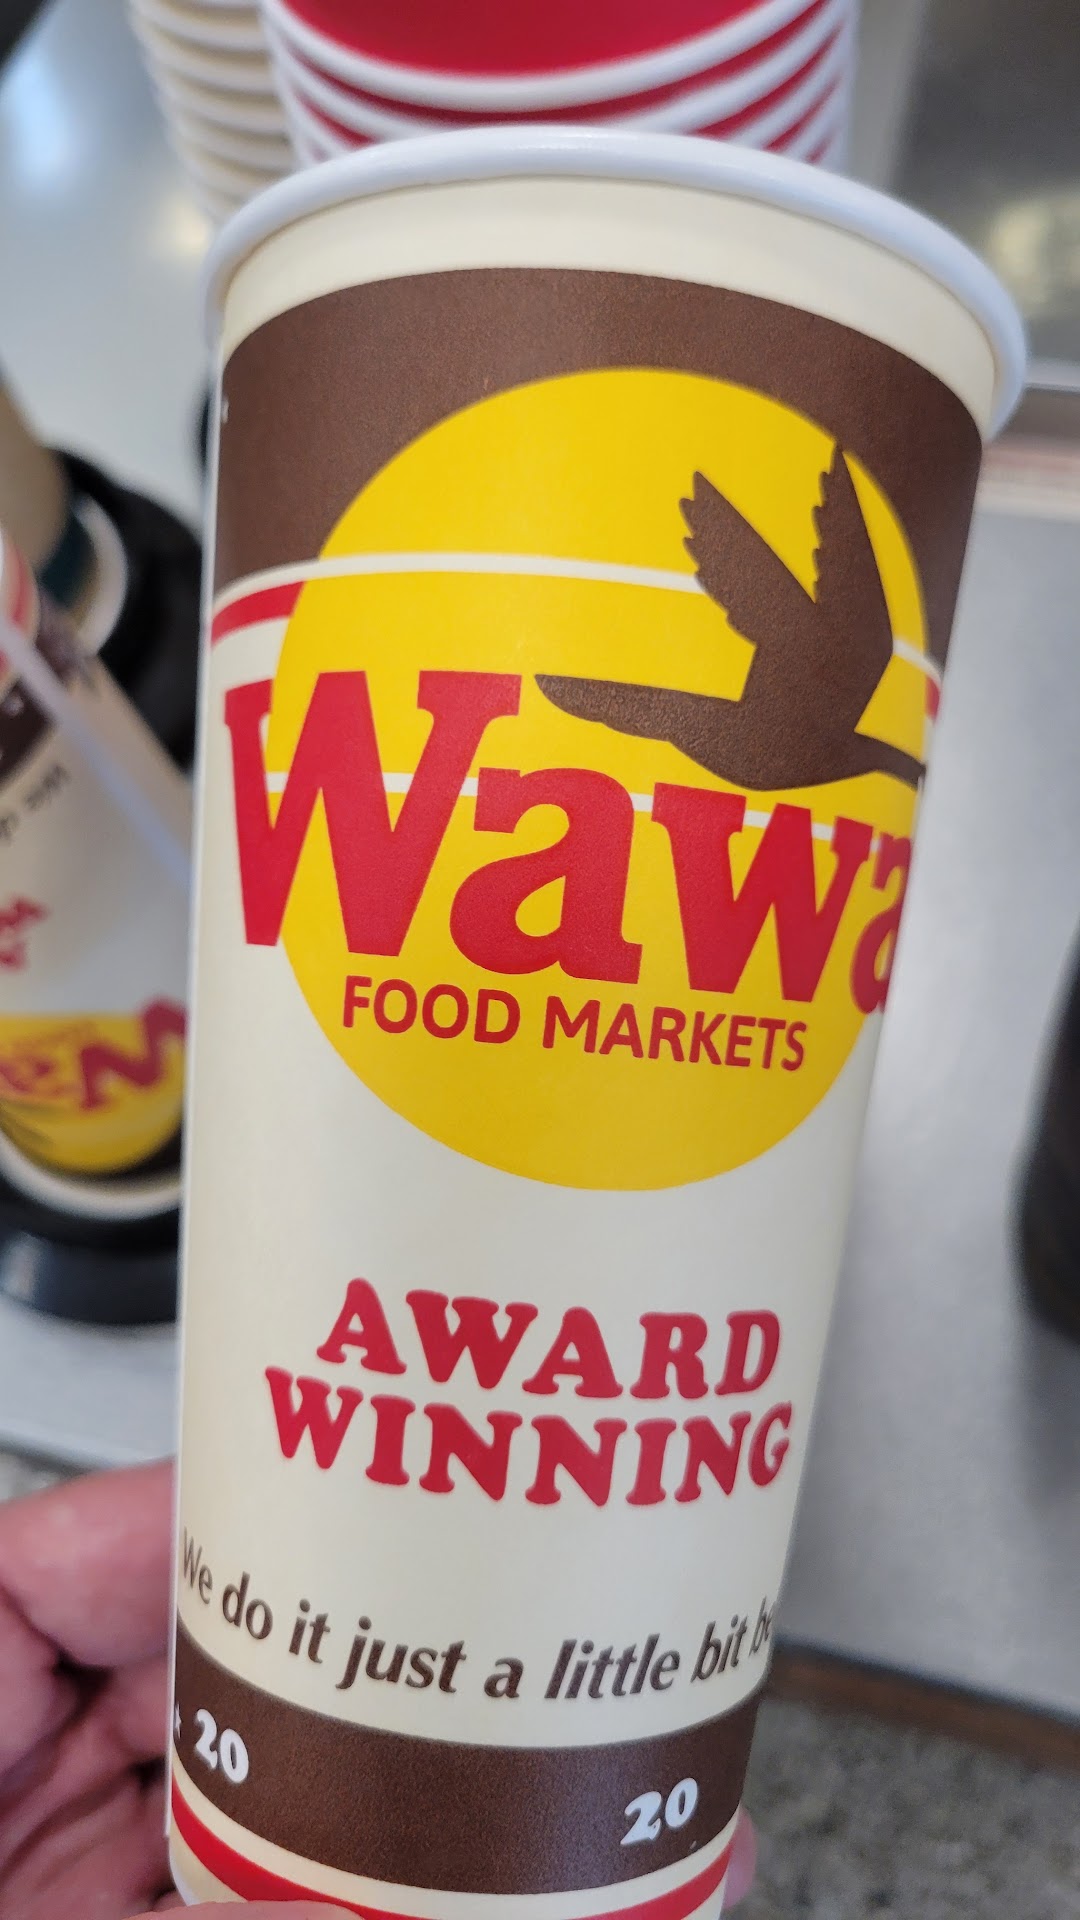 Wawa
FOOD MARKETS
AWARD
WINNING
We do it just a little bit
20 20